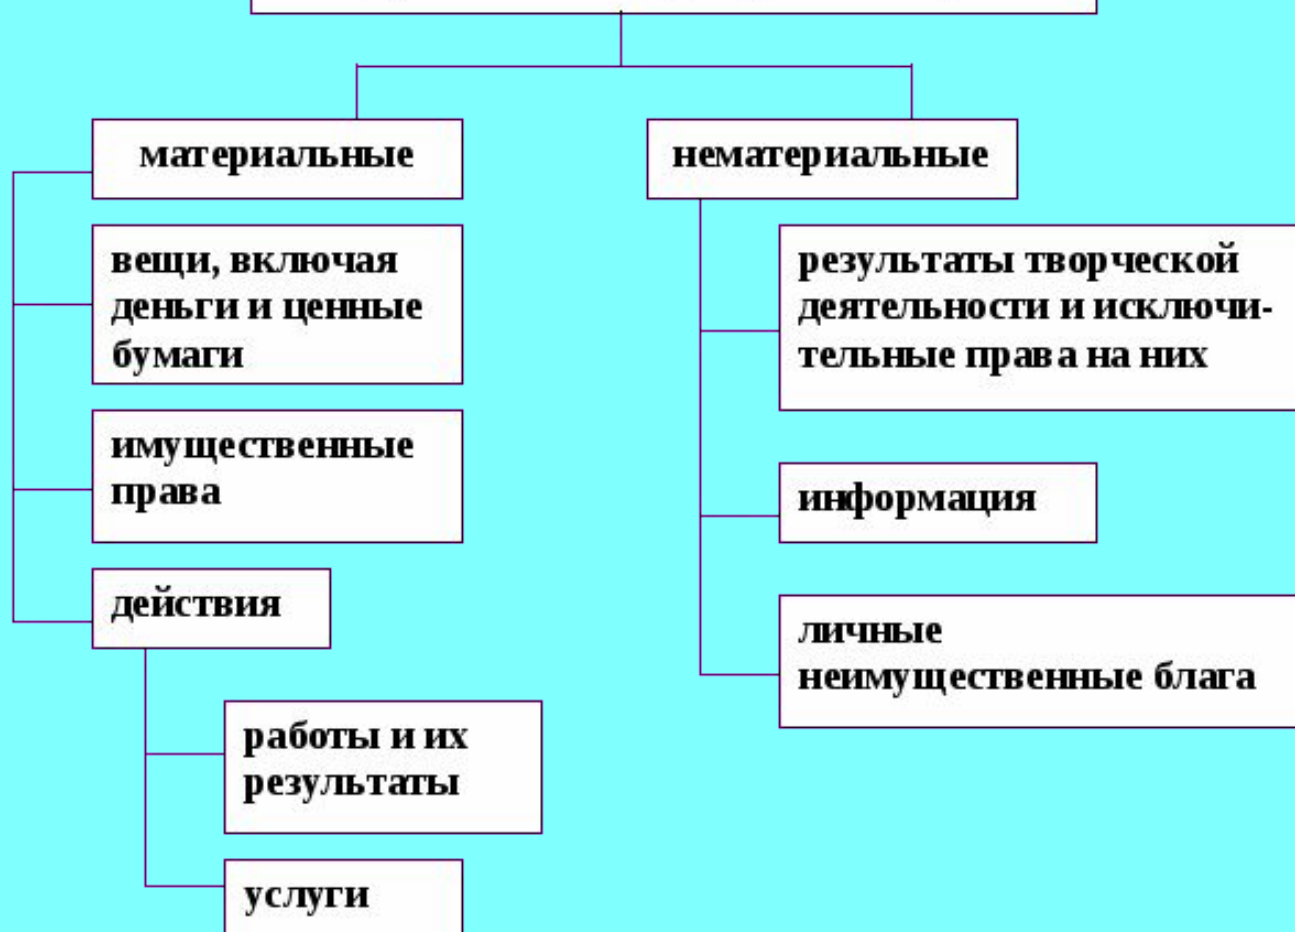 материальные
нематериальные
вещи, включая
деньги и ценные
бумаги
имущественные
права
действия
работы и их
результаты
услуги
результаты творческой
деятельности и исключи-
тельные права на них
информация
личные
неимущественные блага